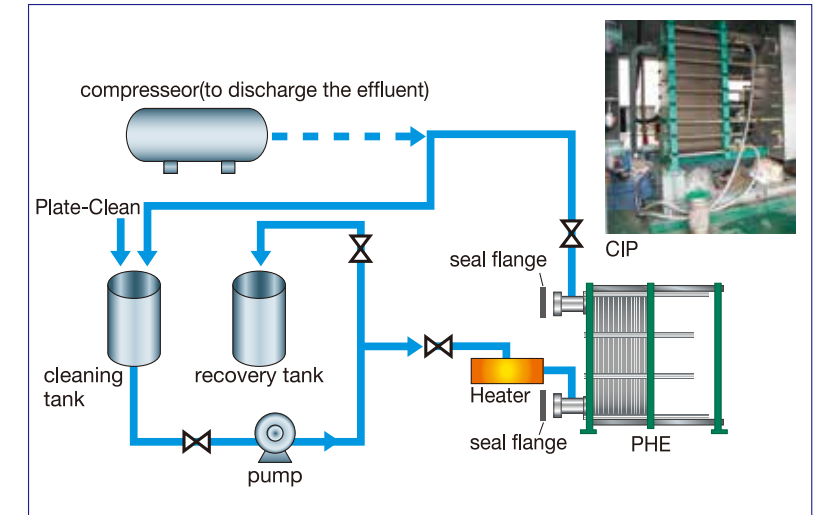 compresseor(to discharge the effluent)
Plate-Clean
CIP
seal flange
cleaning
tank
recovery tank
Heater
seal flange
PHE
pump